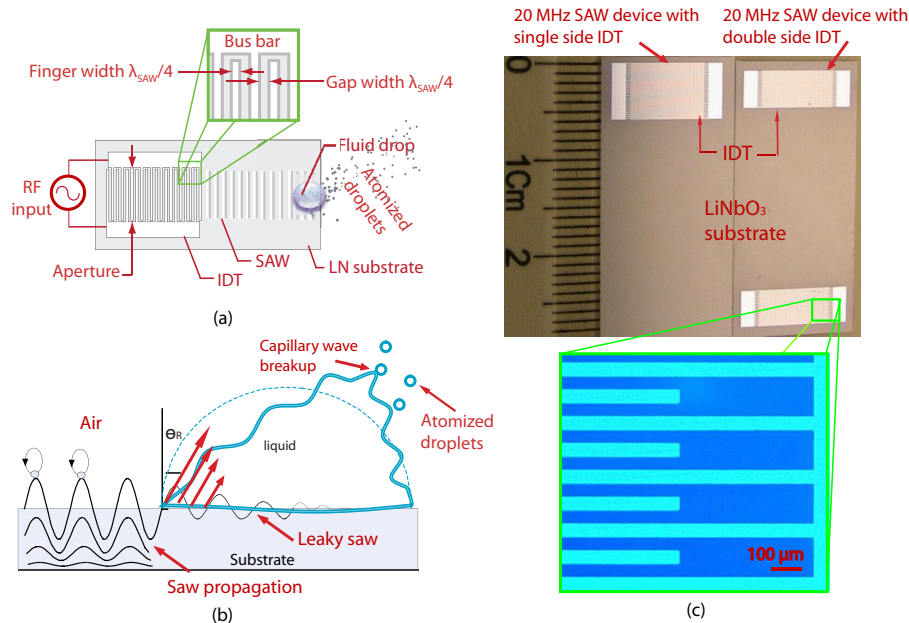 Bus bar
Finger width λSAW/4
Gap width λSAW/4
Fluid drop
Atomized
droplets
RF
input
Aperture
IDT
SAW
LN substrate
(a)
Capillary wave
breakup
Atomized
droplets
Air
ΘR
liquid
Leaky saw
Substrate
Saw propagation
(b)
20 MHz SAW device with
single side IDT
20 MHz SAW device with
double side IDT
0
1Cm
2
IDT
LiNbO3
substrate
100 μm
(c)